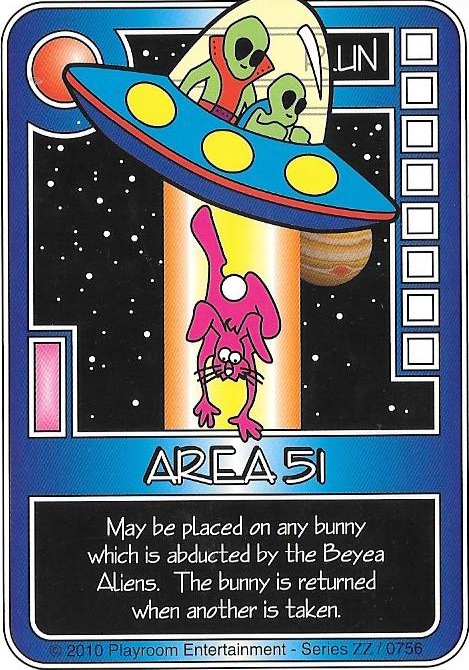 R.UN
AREA 51
May be placed on any bunny
which is abducted by the Beyea
Aliens. The bunny is returned
when another is taken.
© 2010 Playroom Entertainment - Series ZZ / 0756